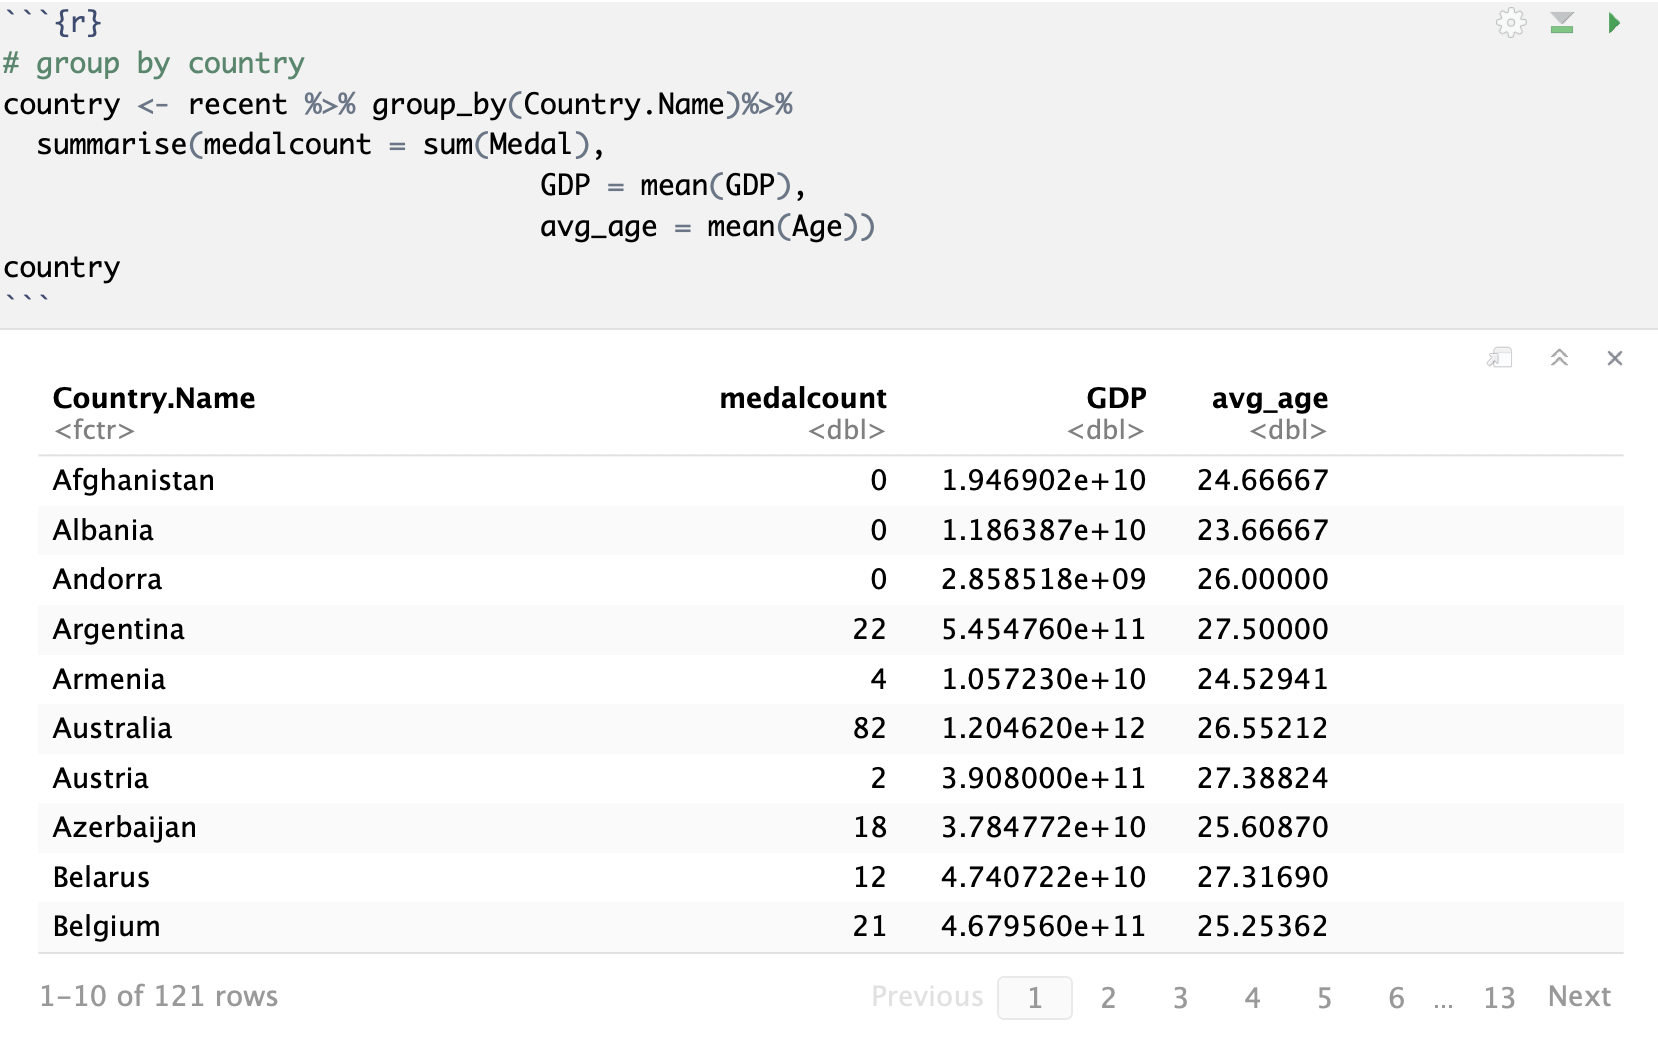 ```{r}
# group by country
country <- recent %>% group_by(Country.Name)%>%
  summarise(medalcount = sum(Medal),
                                GDP = mean(GDP),
                                avg_age = mean(Age))
country
```
Country.Name medalcount GDP avg_age
<fctr> <dbl> <dbl> <dbl>
Afghanistan 0 1.946902e+10 24.66667
Albania 0 1.186387e+10 23.66667
Andorra 0 2.858518e+09 26.00000
Argentina 22 5.454760e+11 27.50000
Armenia 4 1.057230e+10 24.52941
Australia 82 1.204620e+12 26.55212
Austria 2 3.908000e+11 27.38824
Azerbaijan 18 3.784772e+10 25.60870
Belarus 12 4.740722e+10 27.31690
Belgium 21 4.679560e+11 25.25362
1-10 of 121 rows Previous 1 2 3 4 5 6 ... 13 Next